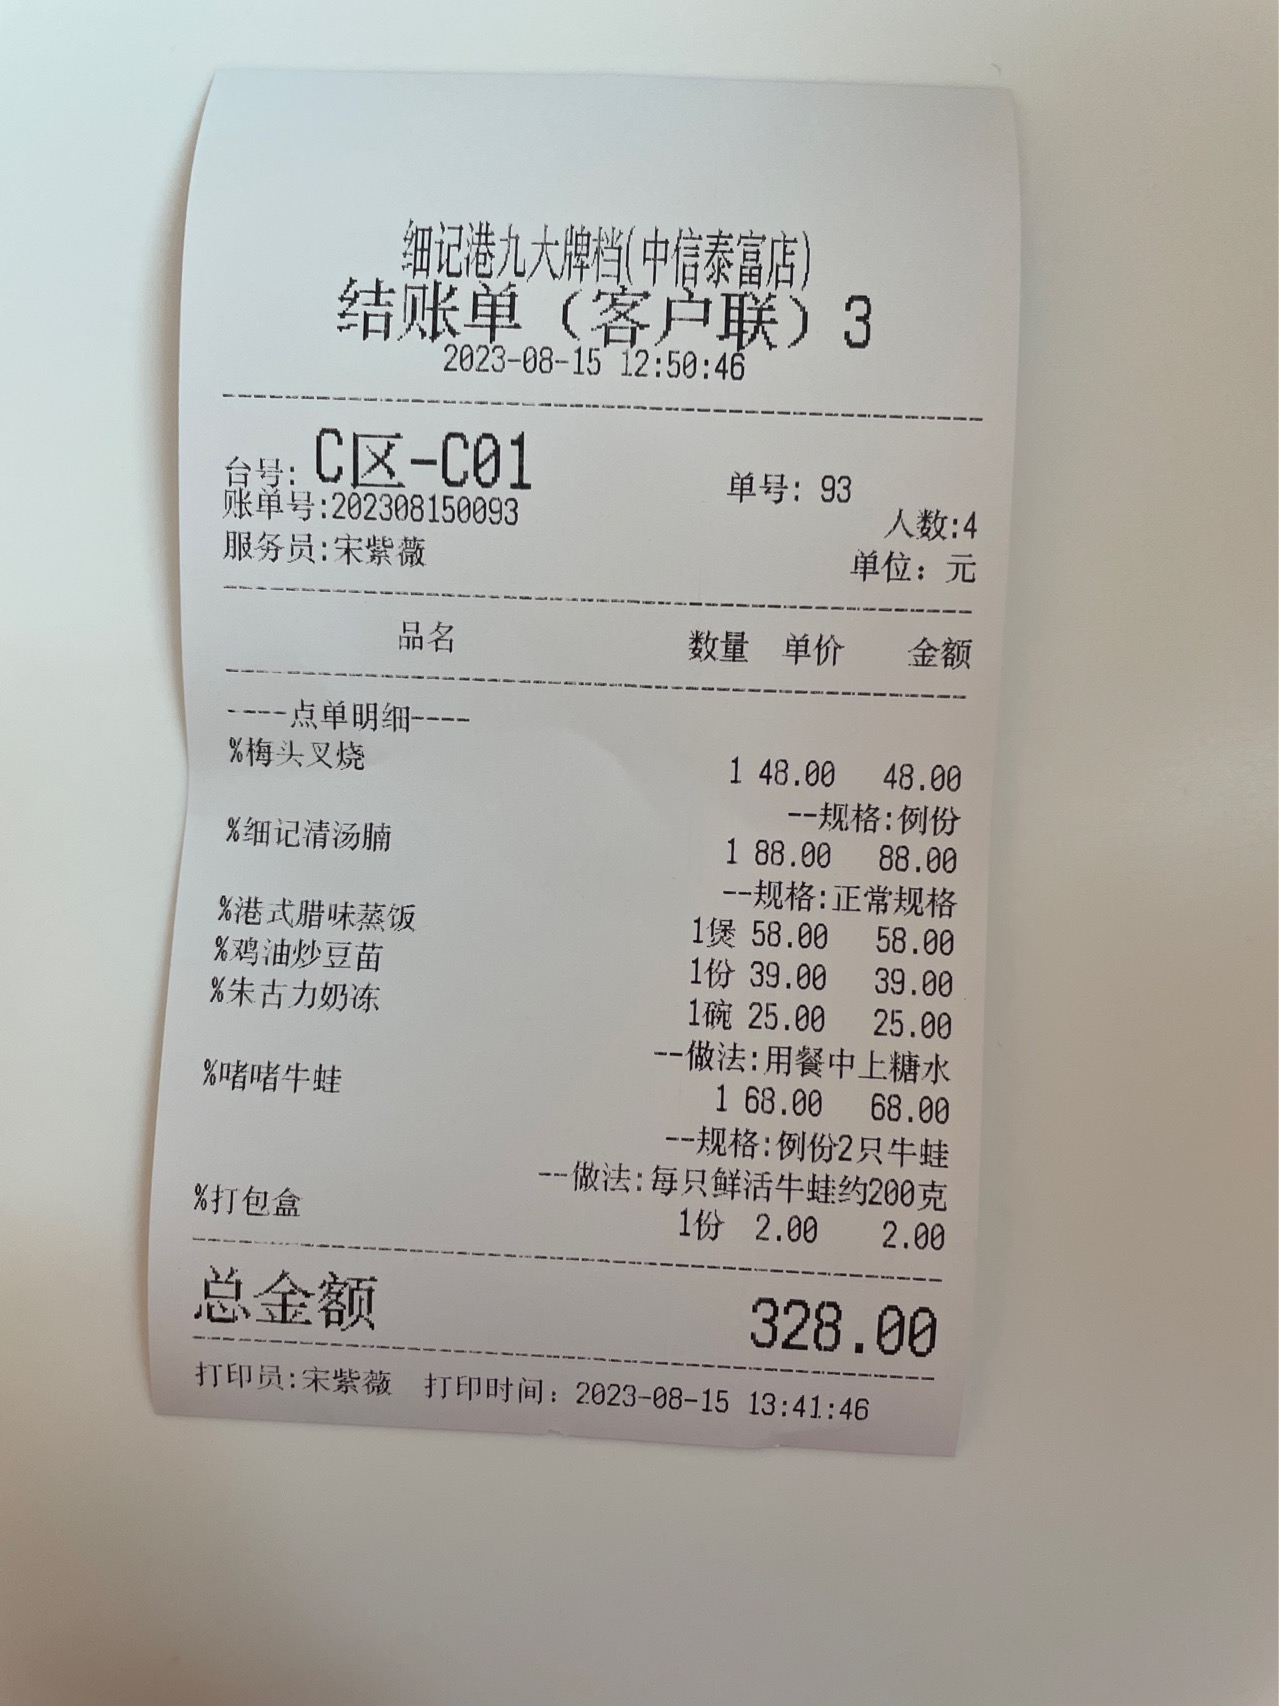 细记港九大牌档(中信泰富店)
结账单（客户联）3
2023-08-15 12:50:46
台号: C区-C01 单号: 93
账单号:202308150093 人数:4
服务员:宋紫薇 单位：元
品名 数量 单价 金额
----点单明细----
%梅头叉烧 1 48.00 48.00
--规格:例份
%细记清汤腩 1 88.00 88.00
--规格:正常规格
%港式腊味蒸饭 1煲 58.00 58.00
%鸡油炒豆苗 1份 39.00 39.00
%朱古力奶冻 1碗 25.00 25.00
--做法:用餐中上糖水
%啫啫牛蛙 1 68.00 68.00
--规格:例份2只牛蛙
--做法:每只鲜活牛蛙约200克
%打包盒 1份 2.00 2.00
总金额 328.00
打印员:宋紫薇 打印时间：2023-08-15 13:41:46